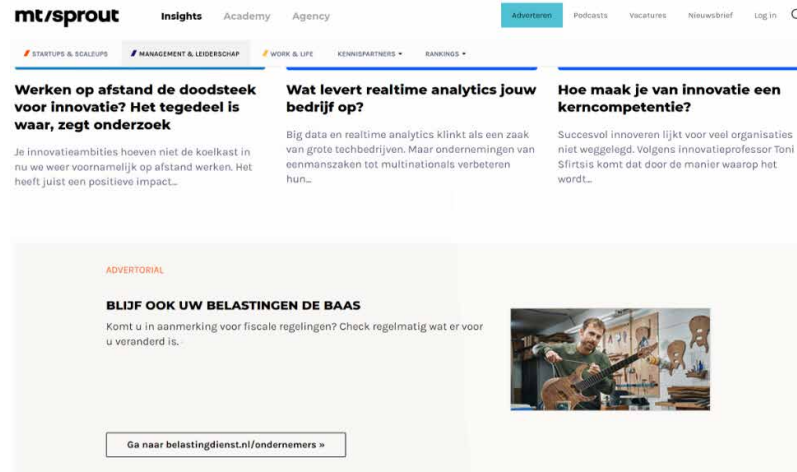 mt/sprout
Insights Academy Agency
Adverteren Podcasts Vacatures Nieuwsbrief Log in
STARTUPS & SCALEUPS MANAGEMENT & LEIDERSCHAP WORK & LIFE KENNISPARTNERS RANKINGS
Werken op afstand de doodsteek
voor innovatie? Het tegedeel is
waar, zegt onderzoek
Je innovatieambities hoeven niet de koelkast in
nu we weer voornamelijk op afstand werken. Het
heeft juist een positieve impact...
Wat levert realtime analytics jouw
bedrijf op?
Big data en realtime analytics klinkt als een zaak
van grote techbedrijven. Maar ondernemingen van
eenmanszaken tot multinationals verbeteren
hun...
Hoe maak je van innovatie een
kerncompetentie?
Succesvol innoveren lijkt voor veel organisaties
niet weggelegd. Volgens innovatieprofessor Toni
Sfirtsis komt dat door de manier waarop het
wordt...
ADVERTORIAL
BLIJF OOK UW BELASTINGEN DE BAAS
Komt u in aanmerking voor fiscale regelingen? Check regelmatig wat er voor
u veranderd is.
Ga naar belastingdienst.nl/ondernemers »